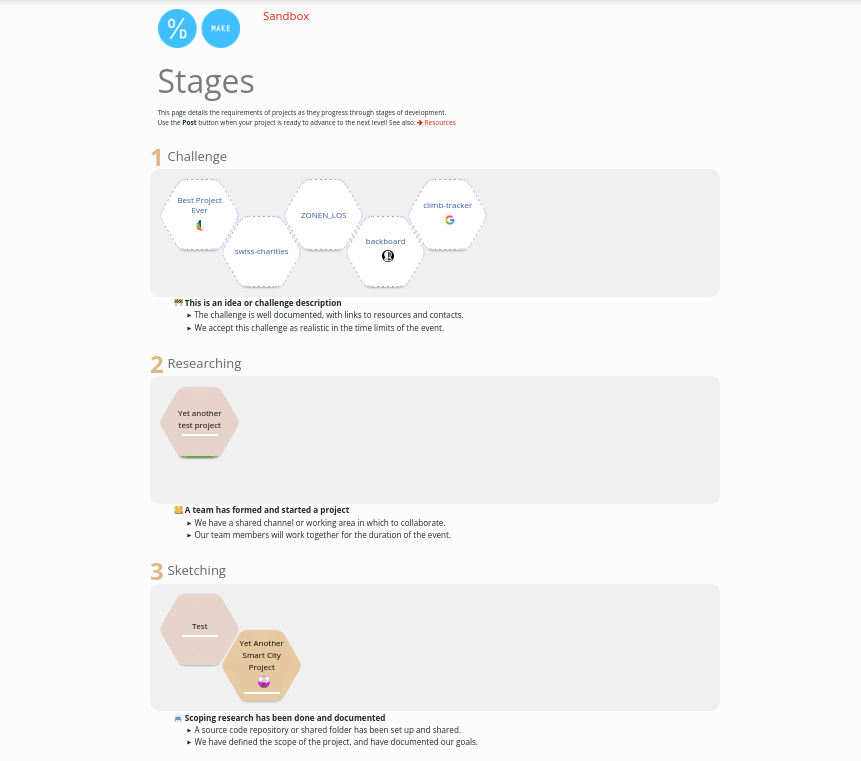 %D MAKE Sandbox
Stages
This page details the requirements of projects as they progress through stages of development.
Use the Post button when your project is ready to advance to the next level! See also: ➔ Resources
1 Challenge
Best Project
Ever
swiss-charities
ZONEN_LOS
backboard
climb-tracker
🚧 This is an idea or challenge description
▸ The challenge is well documented, with links to resources and contacts.
▸ We accept this challenge as realistic in the time limits of the event.
2 Researching
Yet another
test project
A team has formed and started a project
▸ We have a shared channel or working area in which to collaborate.
▸ Our team members will work together for the duration of the event.
3 Sketching
Test
Yet Another
Smart City
Project
Scoping research has been done and documented
▸ A source code repository or shared folder has been set up and shared.
▸ We have defined the scope of the project, and have documented our goals.